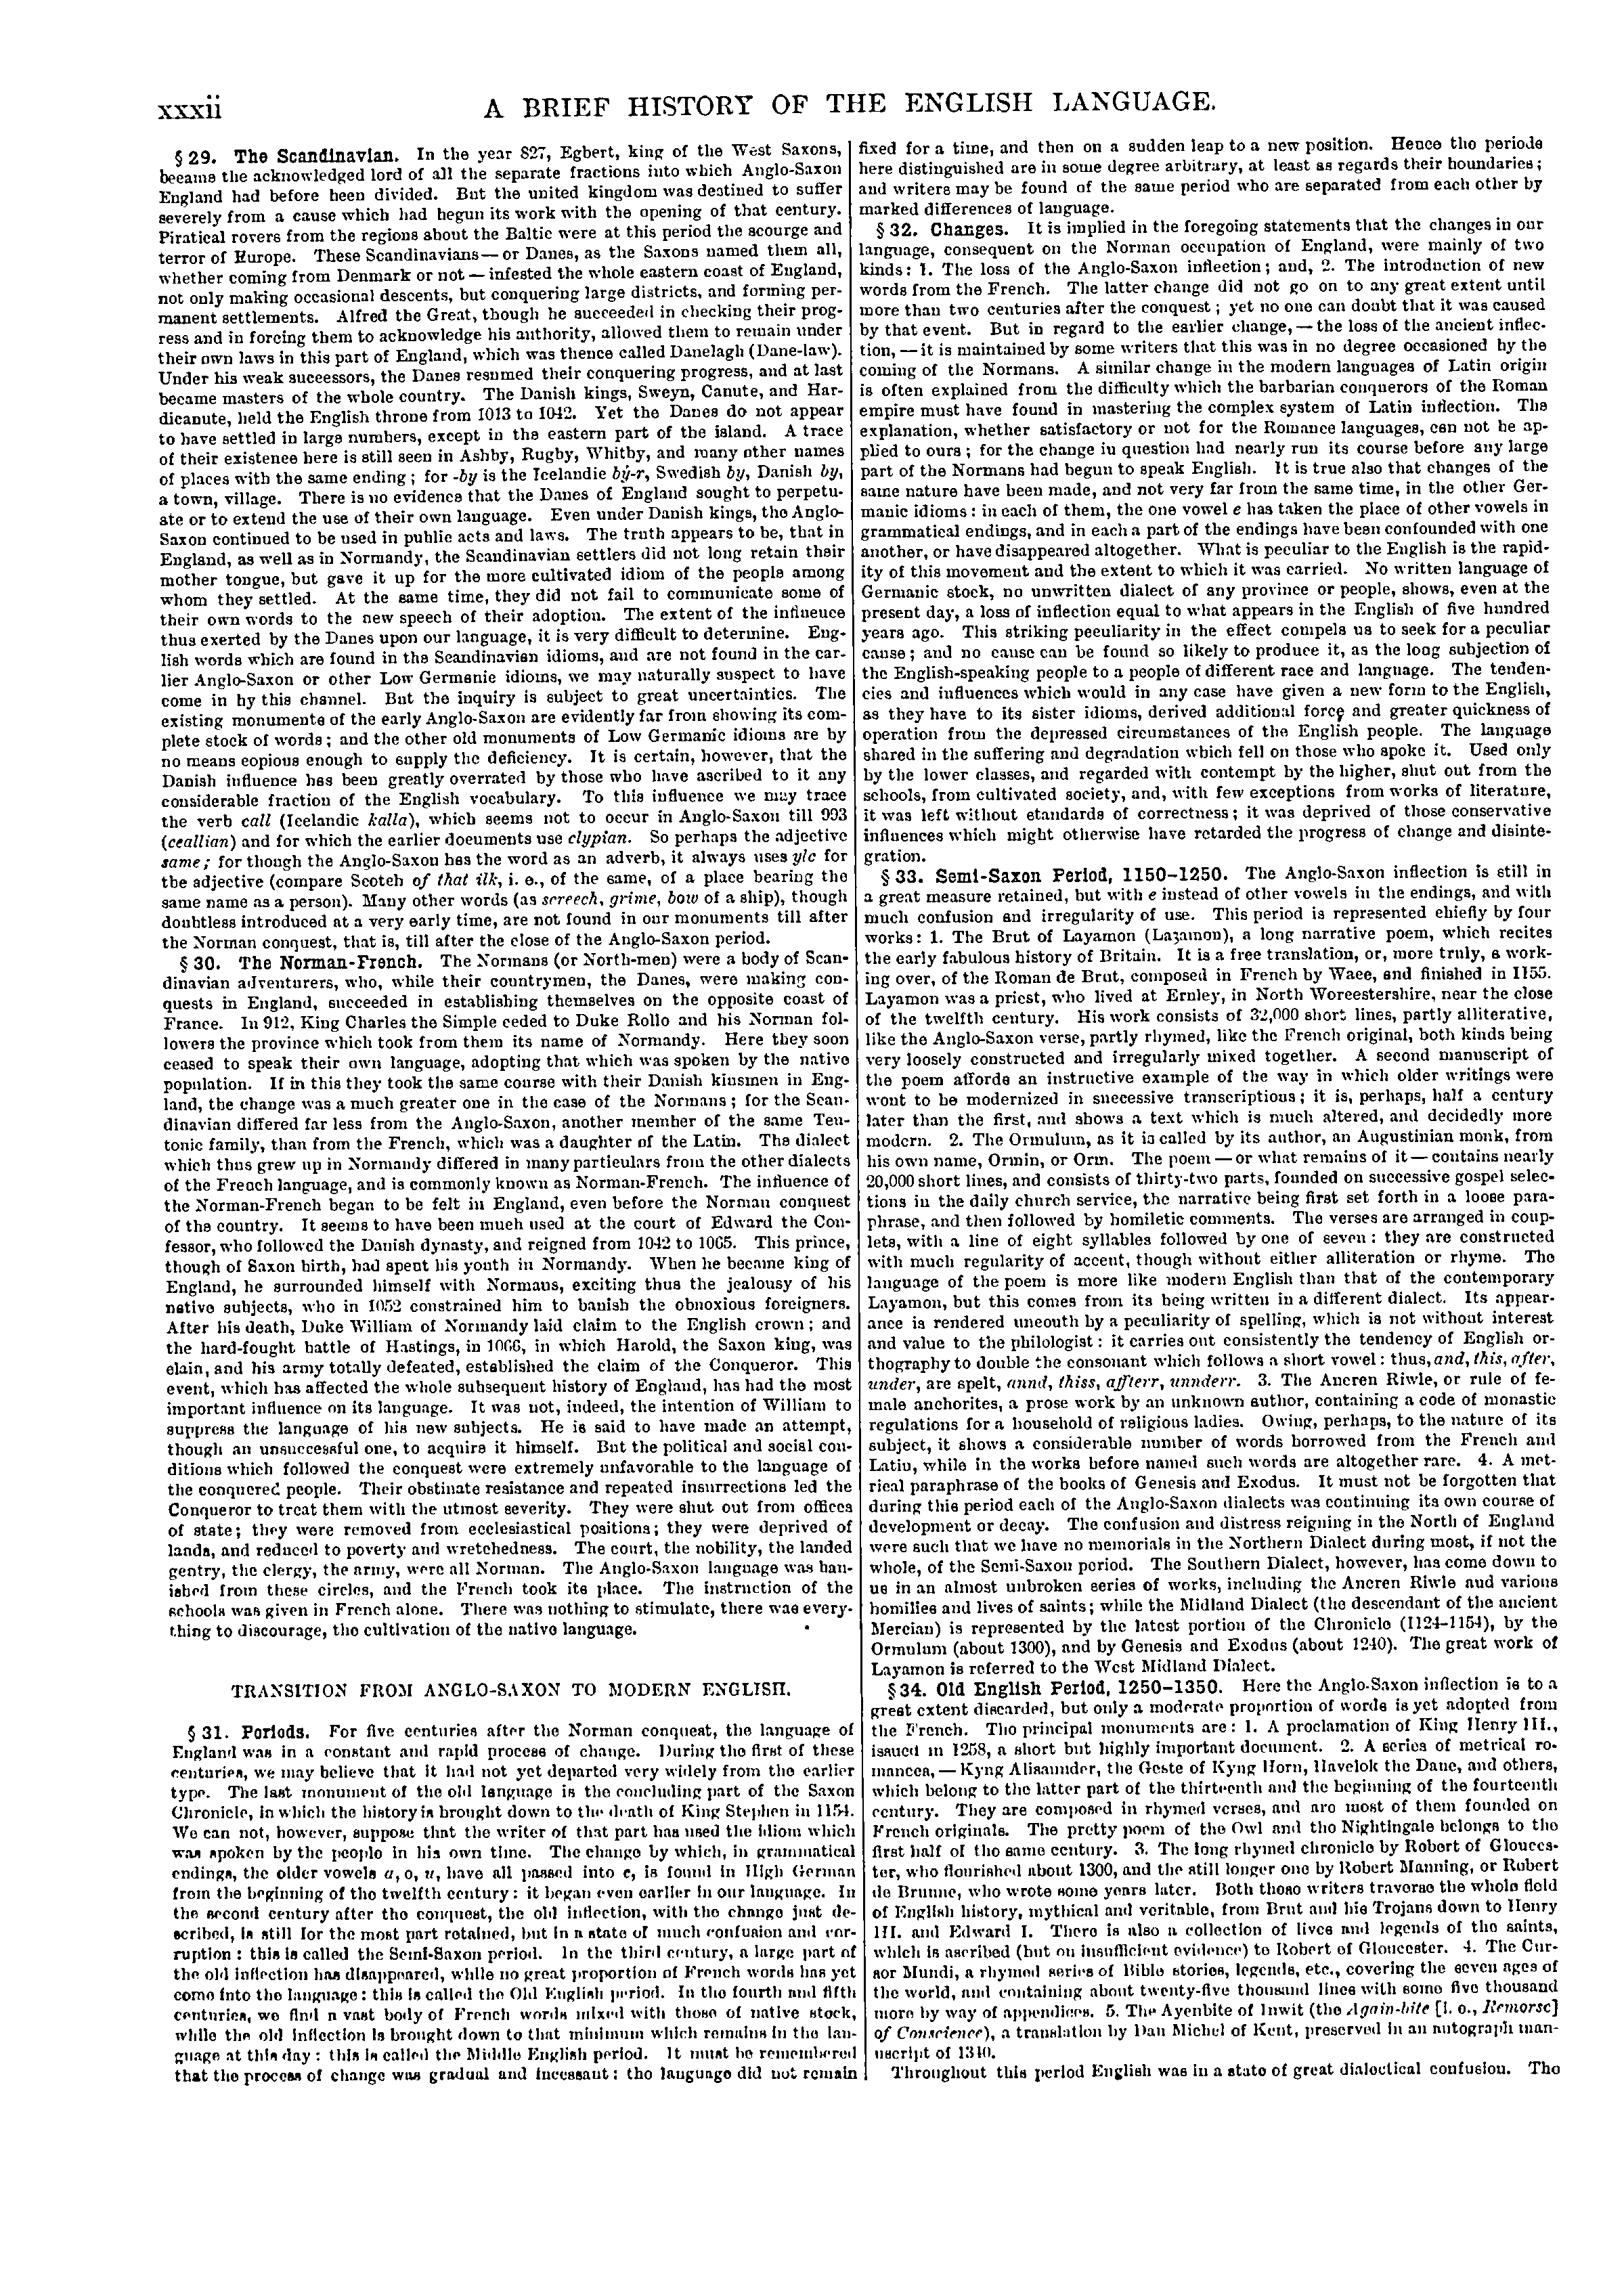 xxxii
A BRIEF HISTORY OF THE ENGLISH LANGUAGE.
§ 29. The Scandinavian. In the year 827, Egbert, king of the West Saxons,
became the acknowledged lord of all the separate fractions into which Anglo-Saxon
England had before been divided. But the united kingdom was destined to suffer
severely from a cause which had begun its work with the opening of that century.
Piratical rovers from the regions about the Baltic were at this period the scourge and
terror of Europe. These Scandinavians — or Danes, as the Saxons named them all,
whether coming from Denmark or not — infested the whole eastern coast of England,
not only making occasional descents, but conquering large districts, and forming per-
manent settlements. Alfred the Great, though he succeeded in checking their prog-
ress and in forcing them to acknowledge his authority, allowed them to remain under
their own laws in this part of England, which was thence called Danelagh (Dane-law).
Under his weak successors, the Danes resumed their conquering progress, and at last
became masters of the whole country. The Danish kings, Sweyn, Canute, and Har-
dicanute, held the English throne from 1013 to 1042. Yet the Danes do not appear
to have settled in large numbers, except in the eastern part of the island. A trace
of their existence here is still seen in Ashby, Rugby, Whitby, and many other names
of places with the same ending; for -by is the Icelandic bý-r, Swedish by, Danish by,
a town, village. There is no evidence that the Danes of England sought to perpetu-
ate or to extend the use of their own language. Even under Danish kings, the Anglo-
Saxon continued to be used in public acts and laws. The truth appears to be, that in
England, as well as in Normandy, the Scandinavian settlers did not long retain their
mother tongue, but gave it up for the more cultivated idiom of the people among
whom they settled. At the same time, they did not fail to communicate some of
their own words to the new speech of their adoption. The extent of the influence
thus exerted by the Danes upon our language, it is very difficult to determine. Eng-
lish words which are found in the Scandinavian idioms, and are not found in the ear-
lier Anglo-Saxon or other Low Germanic idioms, we may naturally suspect to have
come in by this channel. But the inquiry is subject to great uncertainties. The
existing monuments of the early Anglo-Saxon are evidently far from showing its com-
plete stock of words; and the other old monuments of Low Germanic idioms are by
no means copious enough to supply the deficiency. It is certain, however, that the
Danish influence has been greatly overrated by those who have ascribed to it any
considerable fraction of the English vocabulary. To this influence we may trace
the verb call (Icelandic kalla), which seems not to occur in Anglo-Saxon till 993
(ceallian) and for which the earlier documents use clypian. So perhaps the adjective
same; for though the Anglo-Saxon has the word as an adverb, it always uses ylc for
the adjective (compare Scotch of that ilk, i. e., of the same, of a place bearing the
same name as a person). Many other words (as screech, grime, bow of a ship), though
doubtless introduced at a very early time, are not found in our monuments till after
the Norman conquest, that is, till after the close of the Anglo-Saxon period.
§ 30. The Norman-French. The Normans (or North-men) were a body of Scan-
dinavian adventurers, who, while their countrymen, the Danes, were making con-
quests in England, succeeded in establishing themselves on the opposite coast of
France. In 912, King Charles the Simple ceded to Duke Rollo and his Norman fol-
lowers the province which took from them its name of Normandy. Here they soon
ceased to speak their own language, adopting that which was spoken by the native
population. If in this they took the same course with their Danish kinsmen in Eng-
land, the change was a much greater one in the case of the Normans; for the Scan-
dinavian differed far less from the Anglo-Saxon, another member of the same Teu-
tonic family, than from the French, which was a daughter of the Latin. The dialect
which thus grew up in Normandy differed in many particulars from the other dialects
of the French language, and is commonly known as Norman-French. The influence of
the Norman-French began to be felt in England, even before the Norman conquest
of the country. It seems to have been much used at the court of Edward the Con-
fessor, who followed the Danish dynasty, and reigned from 1042 to 1065. This prince,
though of Saxon birth, had spent his youth in Normandy. When he became king of
England, he surrounded himself with Normans, exciting thus the jealousy of his
native subjects, who in 1052 constrained him to banish the obnoxious foreigners.
After his death, Duke William of Normandy laid claim to the English crown; and
the hard-fought battle of Hastings, in 1066, in which Harold, the Saxon king, was
slain, and his army totally defeated, established the claim of the Conqueror. This
event, which has affected the whole subsequent history of England, has had the most
important influence on its language. It was not, indeed, the intention of William to
suppress the language of his new subjects. He is said to have made an attempt,
though an unsuccessful one, to acquire it himself. But the political and social con-
ditions which followed the conquest were extremely unfavorable to the language of
the conquered people. Their obstinate resistance and repeated insurrections led the
Conqueror to treat them with the utmost severity. They were shut out from offices
of state; they were removed from ecclesiastical positions; they were deprived of
lands, and reduced to poverty and wretchedness. The court, the nobility, the landed
gentry, the clergy, the army, were all Norman. The Anglo-Saxon language was ban-
ished from these circles, and the French took its place. The instruction of the
schools was given in French alone. There was nothing to stimulate, there was every-
thing to discourage, the cultivation of the native language.
TRANSITION FROM ANGLO-SAXON TO MODERN ENGLISH.
§ 31. Periods. For five centuries after the Norman conquest, the language of
England was in a constant and rapid process of change. During the first of these
centuries, we may believe that it had not yet departed very widely from the earlier
type. The last monument of the old language is the concluding part of the Saxon
Chronicle, in which the history is brought down to the death of King Stephen in 1154.
We can not, however, suppose that the writer of that part has used the idiom which
was spoken by the people in his own time. The change by which, in grammatical
endings, the older vowels a, o, u, have all passed into e, is found in High German
from the beginning of the twelfth century: it began even earlier in our language. In
the second century after the conquest, the old inflection, with the change just de-
scribed, is still for the most part retained, but in a state of much confusion and cor-
ruption: this is called the Semi-Saxon period. In the third century, a large part of
the old inflection has disappeared, while no great proportion of French words has yet
come into the language: this is called the Old English period. In the fourth and fifth
centuries, we find a vast body of French words mixed with those of native stock,
while the old inflection is brought down to that minimum which remains in the lan-
guage at this day: this is called the Middle English period. It must be remembered
that the process of change was gradual and incessant: the language did not remain
fixed for a time, and then on a sudden leap to a new position. Hence the periods
here distinguished are in some degree arbitrary, at least as regards their boundaries;
and writers may be found of the same period who are separated from each other by
marked differences of language.
§ 32. Changes. It is implied in the foregoing statements that the changes in our
language, consequent on the Norman occupation of England, were mainly of two
kinds: 1. The loss of the Anglo-Saxon inflection; and, 2. The introduction of new
words from the French. The latter change did not go on to any great extent until
more than two centuries after the conquest; yet no one can doubt that it was caused
by that event. But in regard to the earlier change, — the loss of the ancient inflec-
tion, — it is maintained by some writers that this was in no degree occasioned by the
coming of the Normans. A similar change in the modern languages of Latin origin
is often explained from the difficulty which the barbarian conquerors of the Roman
empire must have found in mastering the complex system of Latin inflection. The
explanation, whether satisfactory or not for the Romance languages, can not be ap-
plied to ours; for the change in question had nearly run its course before any large
part of the Normans had begun to speak English. It is true also that changes of the
same nature have been made, and not very far from the same time, in the other Ger-
manic idioms: in each of them, the one vowel e has taken the place of other vowels in
grammatical endings, and in each a part of the endings have been confounded with one
another, or have disappeared altogether. What is peculiar to the English is the rapid-
ity of this movement and the extent to which it was carried. No written language of
Germanic stock, no unwritten dialect of any province or people, shows, even at the
present day, a loss of inflection equal to what appears in the English of five hundred
years ago. This striking peculiarity in the effect compels us to seek for a peculiar
cause; and no cause can be found so likely to produce it, as the long subjection of
the English-speaking people to a people of different race and language. The tenden-
cies and influences which would in any case have given a new form to the English,
as they have to its sister idioms, derived additional force and greater quickness of
operation from the depressed circumstances of the English people. The language
shared in the suffering and degradation which fell on those who spoke it. Used only
by the lower classes, and regarded with contempt by the higher, shut out from the
schools, from cultivated society, and, with few exceptions from works of literature,
it was left without standards of correctness; it was deprived of those conservative
influences which might otherwise have retarded the progress of change and disinte-
gration.
§ 33. Semi-Saxon Period, 1150-1250. The Anglo-Saxon inflection is still in
a great measure retained, but with e instead of other vowels in the endings, and with
much confusion and irregularity of use. This period is represented chiefly by four
works: 1. The Brut of Layamon (Laȝamon), a long narrative poem, which recites
the early fabulous history of Britain. It is a free translation, or, more truly, a work-
ing over, of the Roman de Brut, composed in French by Wace, and finished in 1155.
Layamon was a priest, who lived at Ernley, in North Worcestershire, near the close
of the twelfth century. His work consists of 32,000 short lines, partly alliterative,
like the Anglo-Saxon verse, partly rhymed, like the French original, both kinds being
very loosely constructed and irregularly mixed together. A second manuscript of
the poem affords an instructive example of the way in which older writings were
wont to be modernized in successive transcriptions; it is, perhaps, half a century
later than the first, and shows a text which is much altered, and decidedly more
modern. 2. The Ormulum, as it is called by its author, an Augustinian monk, from
his own name, Ormin, or Orm. The poem — or what remains of it — contains nearly
20,000 short lines, and consists of thirty-two parts, founded on successive gospel selec-
tions in the daily church service, the narrative being first set forth in a loose para-
phrase, and then followed by homiletic comments. The verses are arranged in coup-
lets, with a line of eight syllables followed by one of seven: they are constructed
with much regularity of accent, though without either alliteration or rhyme. The
language of the poem is more like modern English than that of the contemporary
Layamon, but this comes from its being written in a different dialect. Its appear-
ance is rendered uncouth by a peculiarity of spelling, which is not without interest
and value to the philologist: it carries out consistently the tendency of English or-
thography to double the consonant which follows a short vowel: thus, and, this, after,
under, are spelt, annd, thiss, affterr, unnderr. 3. The Ancren Riwle, or rule of fe-
male anchorites, a prose work by an unknown author, containing a code of monastic
regulations for a household of religious ladies. Owing, perhaps, to the nature of its
subject, it shows a considerable number of words borrowed from the French and
Latin, while in the works before named such words are altogether rare. 4. A met-
rical paraphrase of the books of Genesis and Exodus. It must not be forgotten that
during this period each of the Anglo-Saxon dialects was continuing its own course of
development or decay. The confusion and distress reigning in the North of England
were such that we have no memorials in the Northern Dialect during most, if not the
whole, of the Semi-Saxon period. The Southern Dialect, however, has come down to
us in an almost unbroken series of works, including the Ancren Riwle and various
homilies and lives of saints; while the Midland Dialect (the descendant of the ancient
Mercian) is represented by the latest portion of the Chronicle (1124-1154), by the
Ormulum (about 1300), and by Genesis and Exodus (about 1240). The great work of
Layamon is referred to the West Midland Dialect.
§ 34. Old English Period, 1250-1350. Here the Anglo-Saxon inflection is to a
great extent discarded, but only a moderate proportion of words is yet adopted from
the French. The principal monuments are: 1. A proclamation of King Henry III.,
issued in 1258, a short but highly important document. 2. A series of metrical ro-
mances, — Kyng Alisaunder, the Geste of Kyng Horn, Havelok the Dane, and others,
which belong to the latter part of the thirteenth and the beginning of the fourteenth
century. They are composed in rhymed verses, and are most of them founded on
French originals. The pretty poem of the Owl and the Nightingale belongs to the
first half of the same century. 3. The long rhymed chronicle by Robert of Glouces-
ter, who flourished about 1300, and the still longer one by Robert Manning, or Robert
de Brunne, who wrote some years later. Both these writers traverse the whole field
of English history, mythical and veritable, from Brut and his Trojans down to Henry
III. and Edward I. There is also a collection of lives and legends of the saints,
which is ascribed (but on insufficient evidence) to Robert of Gloucester. 4. The Cur-
sor Mundi, a rhymed series of Bible stories, legends, etc., covering the seven ages of
the world, and containing about twenty-five thousand lines with some five thousand
more by way of appendices. 5. The Ayenbite of Inwit (the Again-bite [i. e., Remorse]
of Conscience), a translation by Dan Michel of Kent, preserved in an autograph man-
uscript of 1340.
Throughout this period English was in a state of great dialectical confusion. The